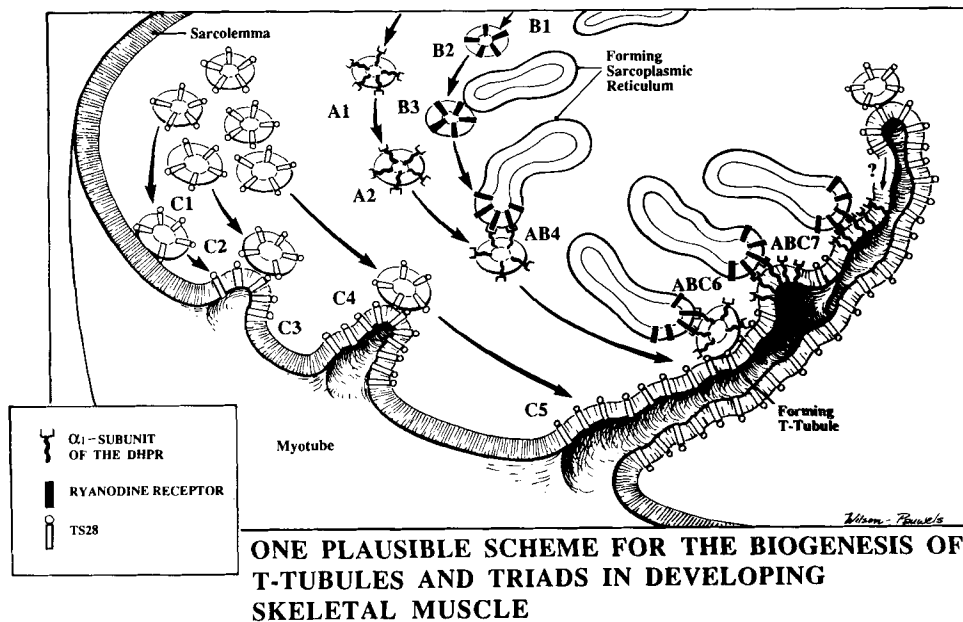 Sarcolemma
B1
B2
Forming
Sarcoplasmic
Reticulum
A1
B3
A2
?
C1
C2
AB4
ABC7
ABC6
C4
C3
C5
Forming
T-Tubule
Myotube
α1-SUBUNIT
OF THE DHPR
RYANODINE RECEPTOR
TS28
Wilson - Pauwels
ONE PLAUSIBLE SCHEME FOR THE BIOGENESIS OF
T-TUBULES AND TRIADS IN DEVELOPING
SKELETAL MUSCLE